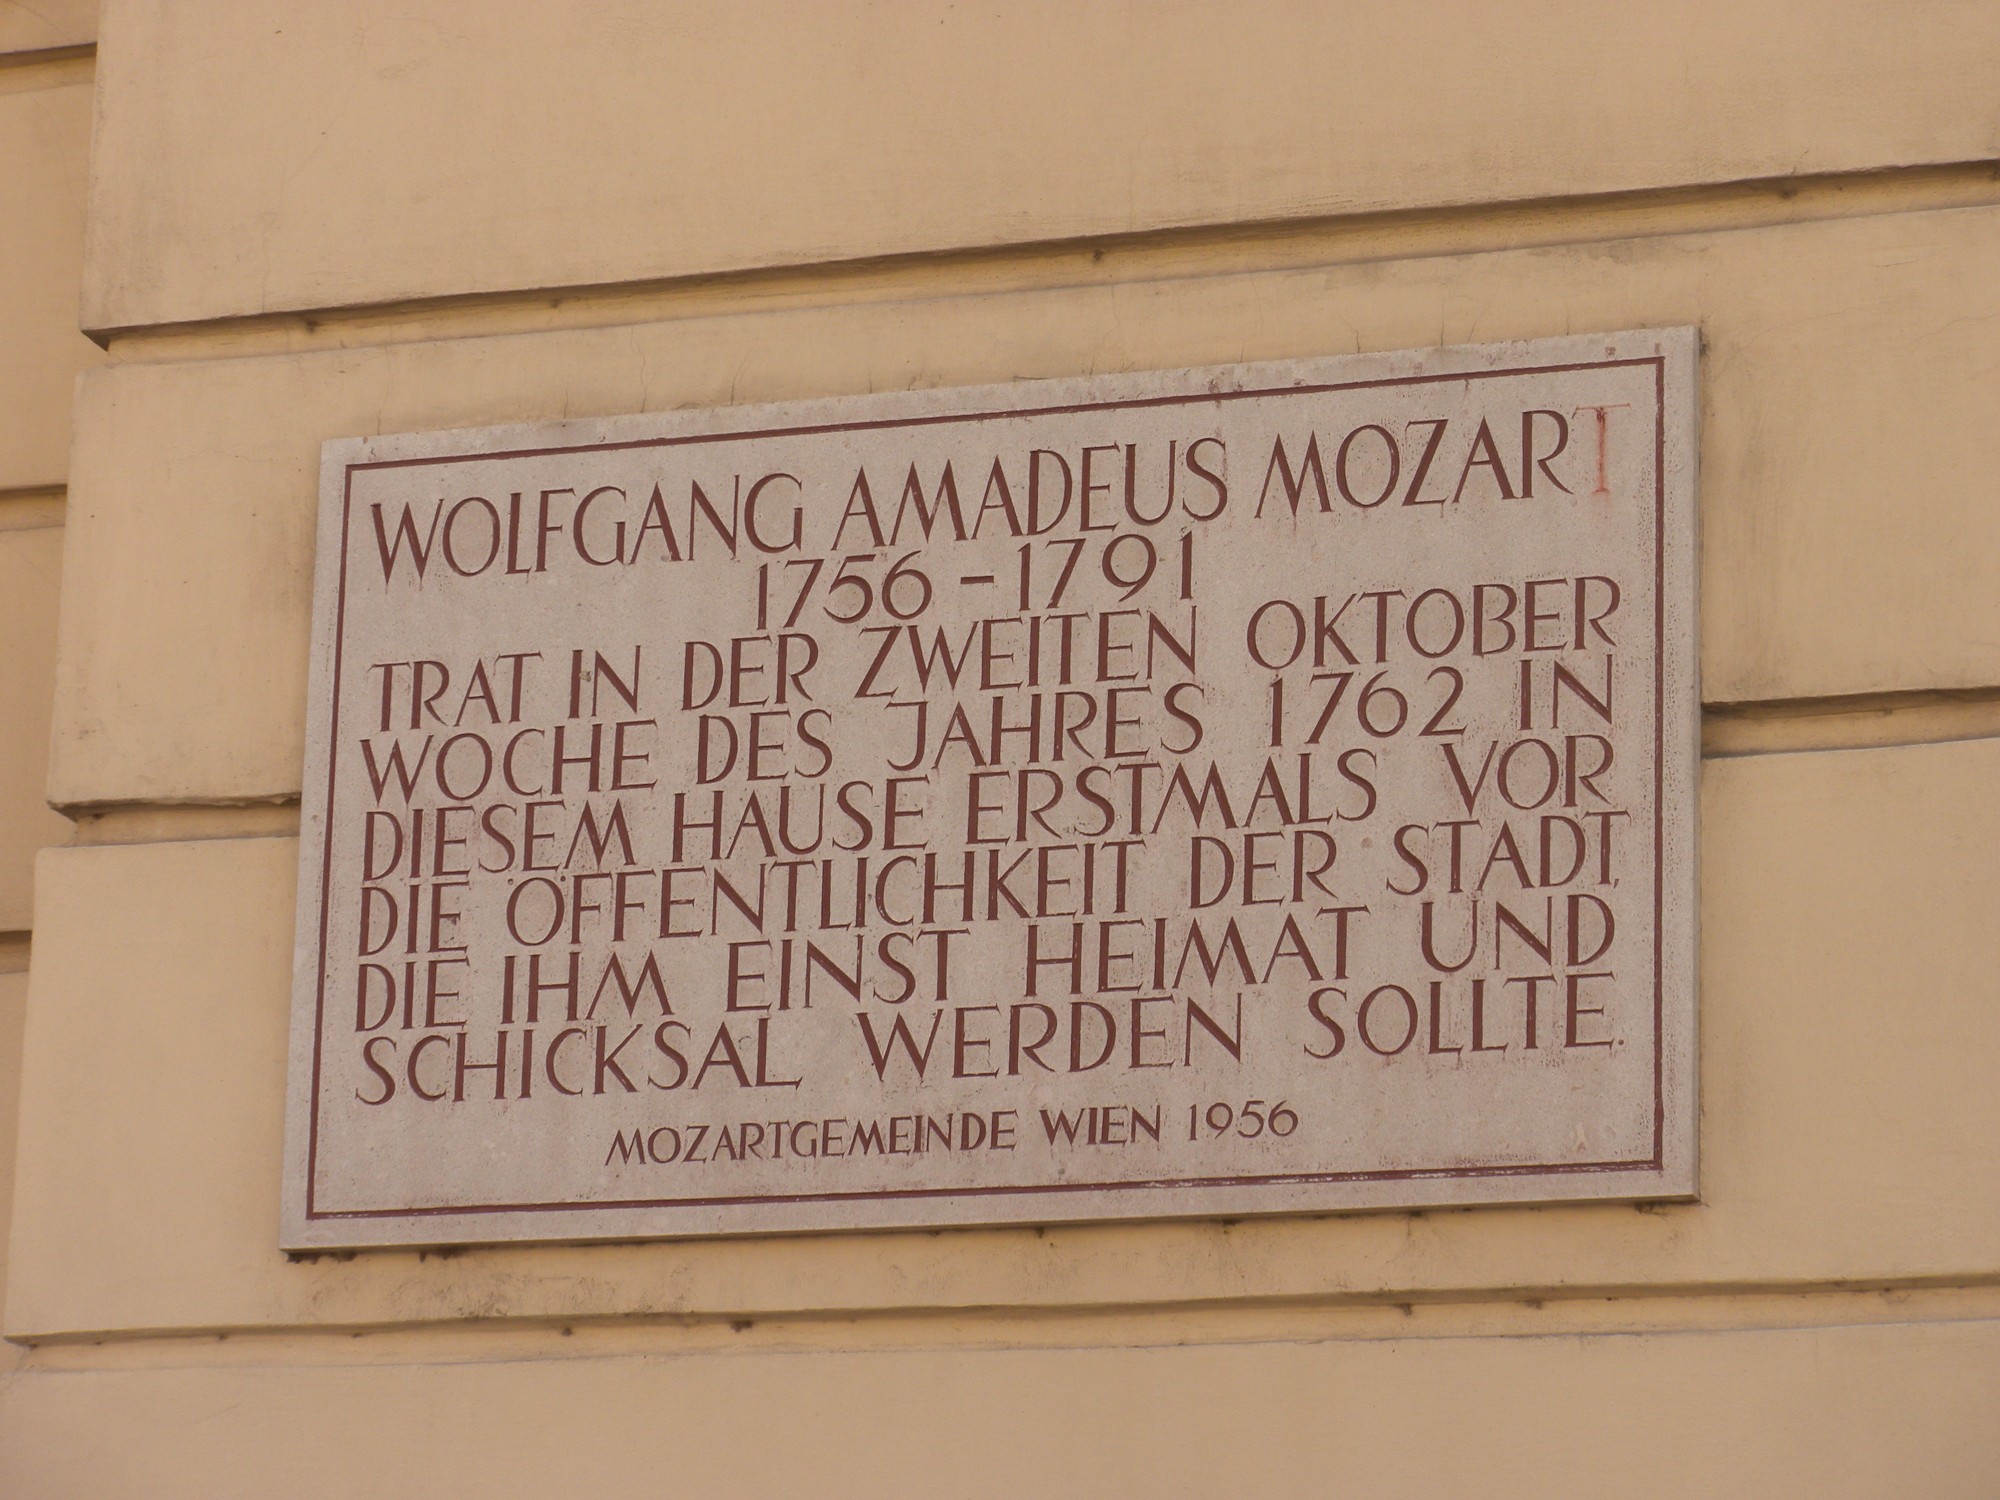 WOLFGANG AMADEUS MOZART
1756 – 1791
TRAT IN DER ZWEITEN OKTOBER
WOCHE DES JAHRES 1762 IN
DIESEM HAUSE ERSTMALS VOR
DIE ÖFFENTLICHKEIT DER STADT,
DIE IHM EINST HEIMAT UND
SCHICKSAL WERDEN SOLLTE.
MOZARTGEMEINDE WIEN 1956